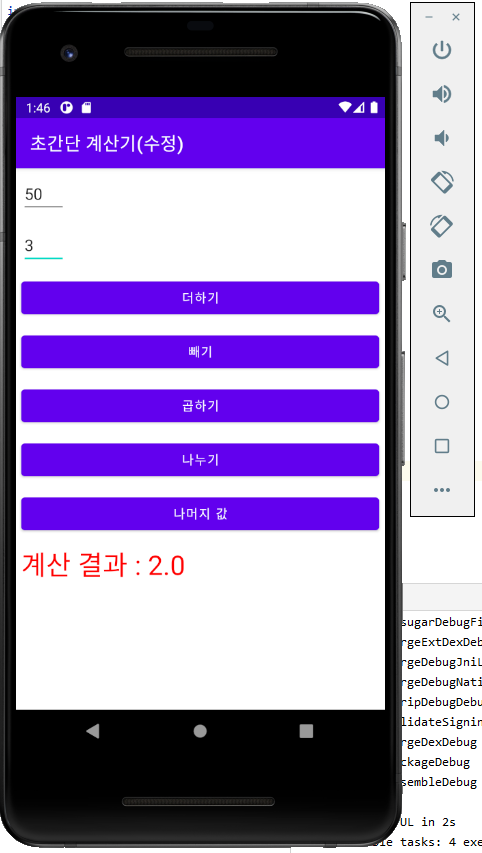 1:46
초간단 계산기(수정)
50
3
더하기
빼기
곱하기
나누기
나머지 값
계산 결과 : 2.0
sugarDebugFi
rgeExtDexDeb
rgeDebugJniL
rgeDebugNati
ripDebugDebu
lidateSignin
rgeDexDebug
ckageDebug
sembleDebug
UL in 2s
le tasks: 4 exe